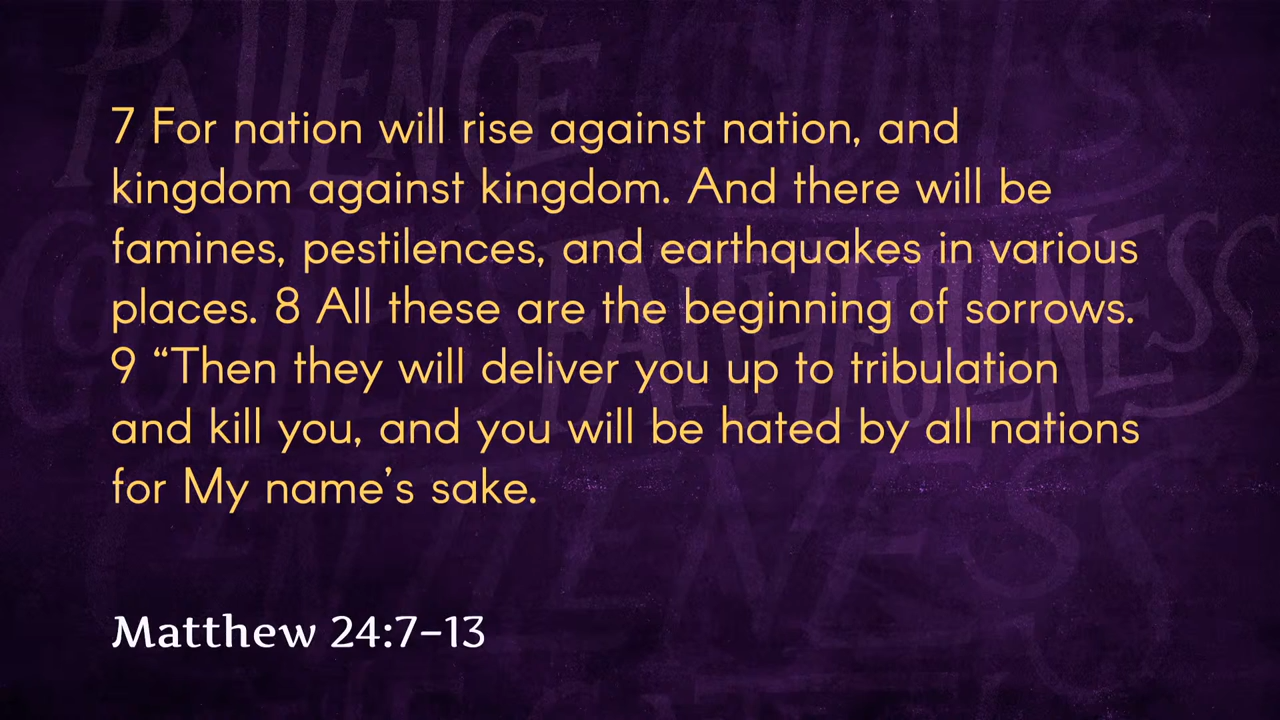 PATIENCE KINDNESS
7 For nation will rise against nation, and
kingdom against kingdom. And there will be
famines, pestilences, and earthquakes in various
places. 8 All these are the beginning of sorrows.
9 “Then they will deliver you up to tribulation
and kill you, and you will be hated by all nations
for My name’s sake.
FAITHFULNESS
Matthew 24:7–13